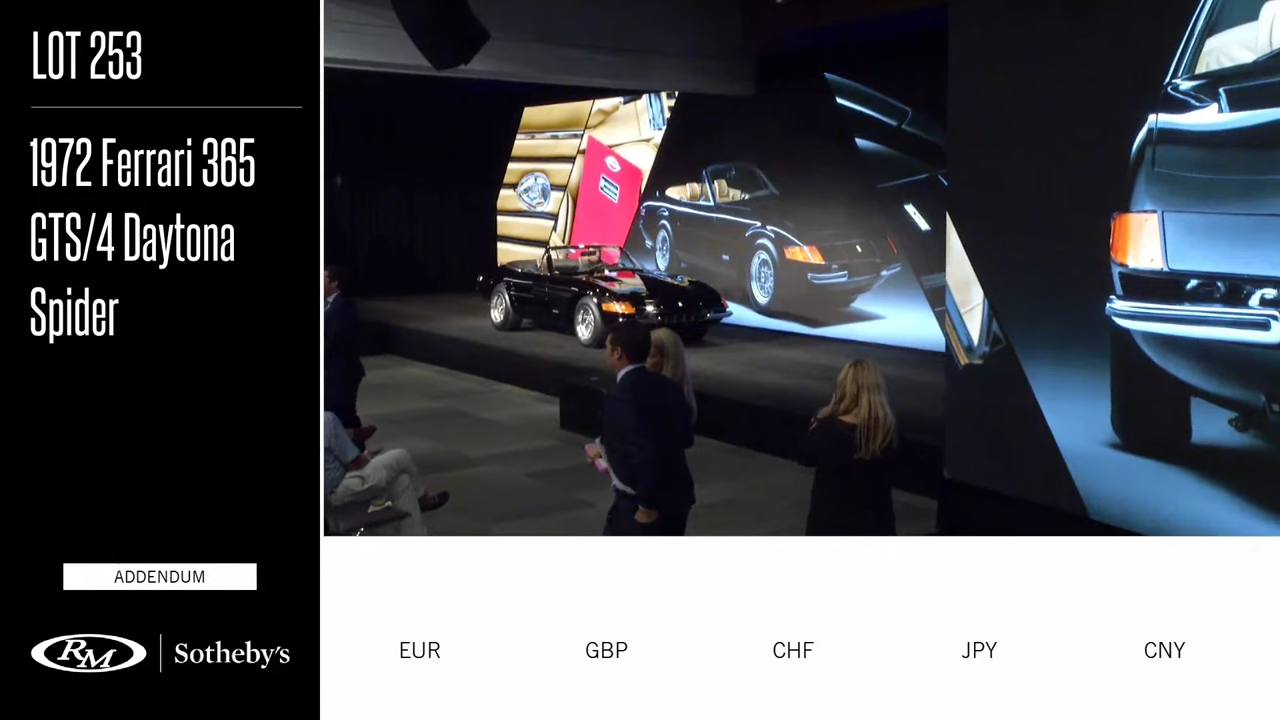 LOT 253
1972 Ferrari 365
GTS/4 Daytona
Spider
ADDENDUM
RM | Sotheby's
EUR GBP CHF JPY CNY